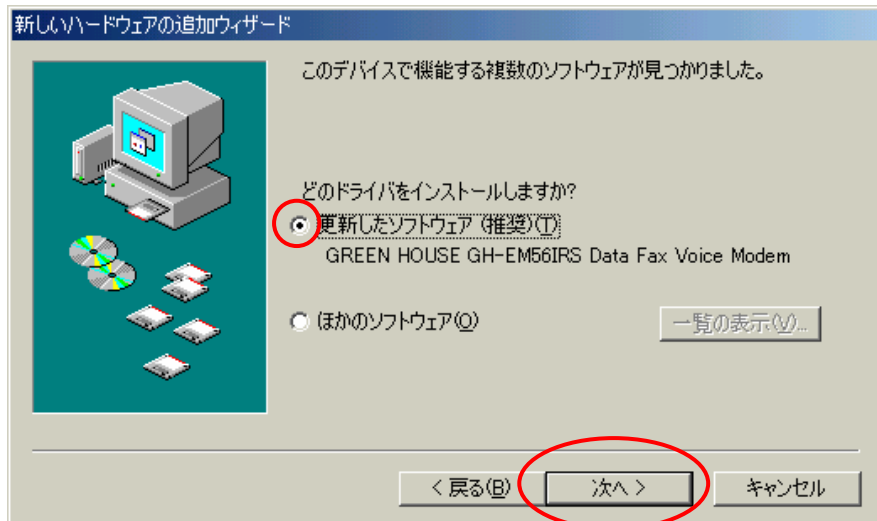 新しいハードウェアの追加ウィザード
このデバイスで機能する複数のソフトウェアが見つかりました。
どのドライバをインストールしますか?
更新したソフトウェア (推奨)(T)
GREEN HOUSE GH-EM56IRS Data Fax Voice Modem
ほかのソフトウェア(O)
一覧の表示(V)...
< 戻る(B)
次へ >
キャンセル